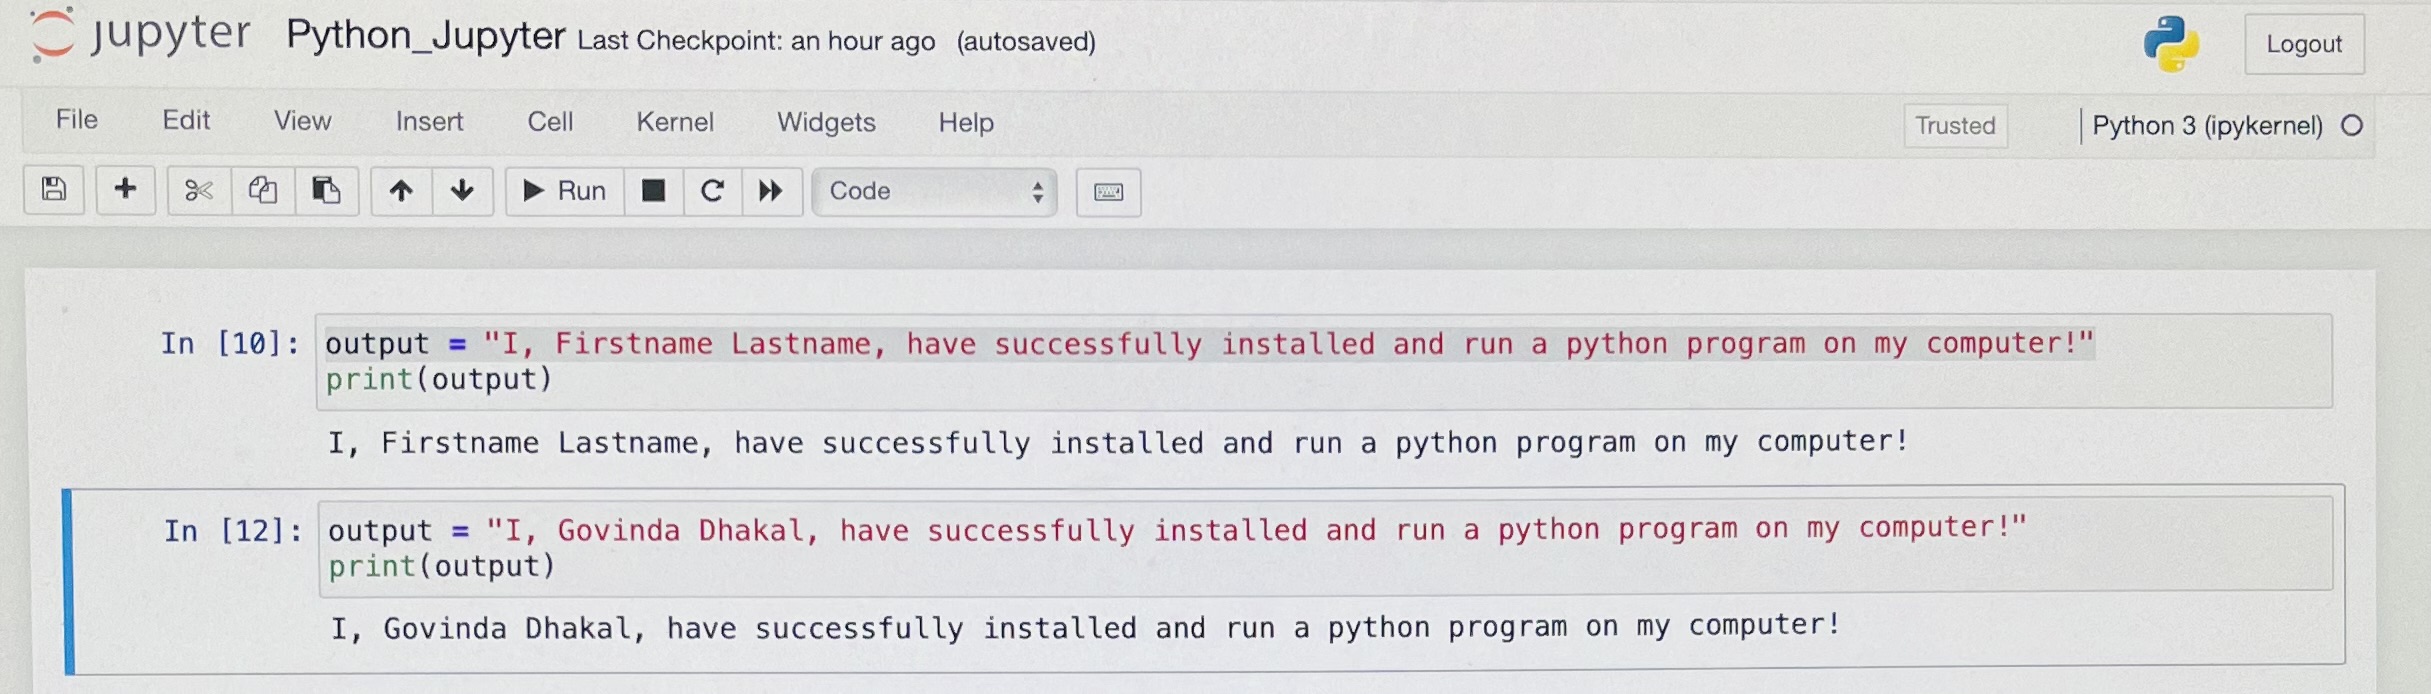 jupyter Python_Jupyter Last Checkpoint: an hour ago (autosaved)
Logout
File Edit View Insert Cell Kernel Widgets Help
Trusted
Python 3 (ipykernel)
Run
Code
In [10]: output = "I, Firstname Lastname, have successfully installed and run a python program on my computer!"
print(output)
I, Firstname Lastname, have successfully installed and run a python program on my computer!
In [12]: output = "I, Govinda Dhakal, have successfully installed and run a python program on my computer!"
print(output)
I, Govinda Dhakal, have successfully installed and run a python program on my computer!